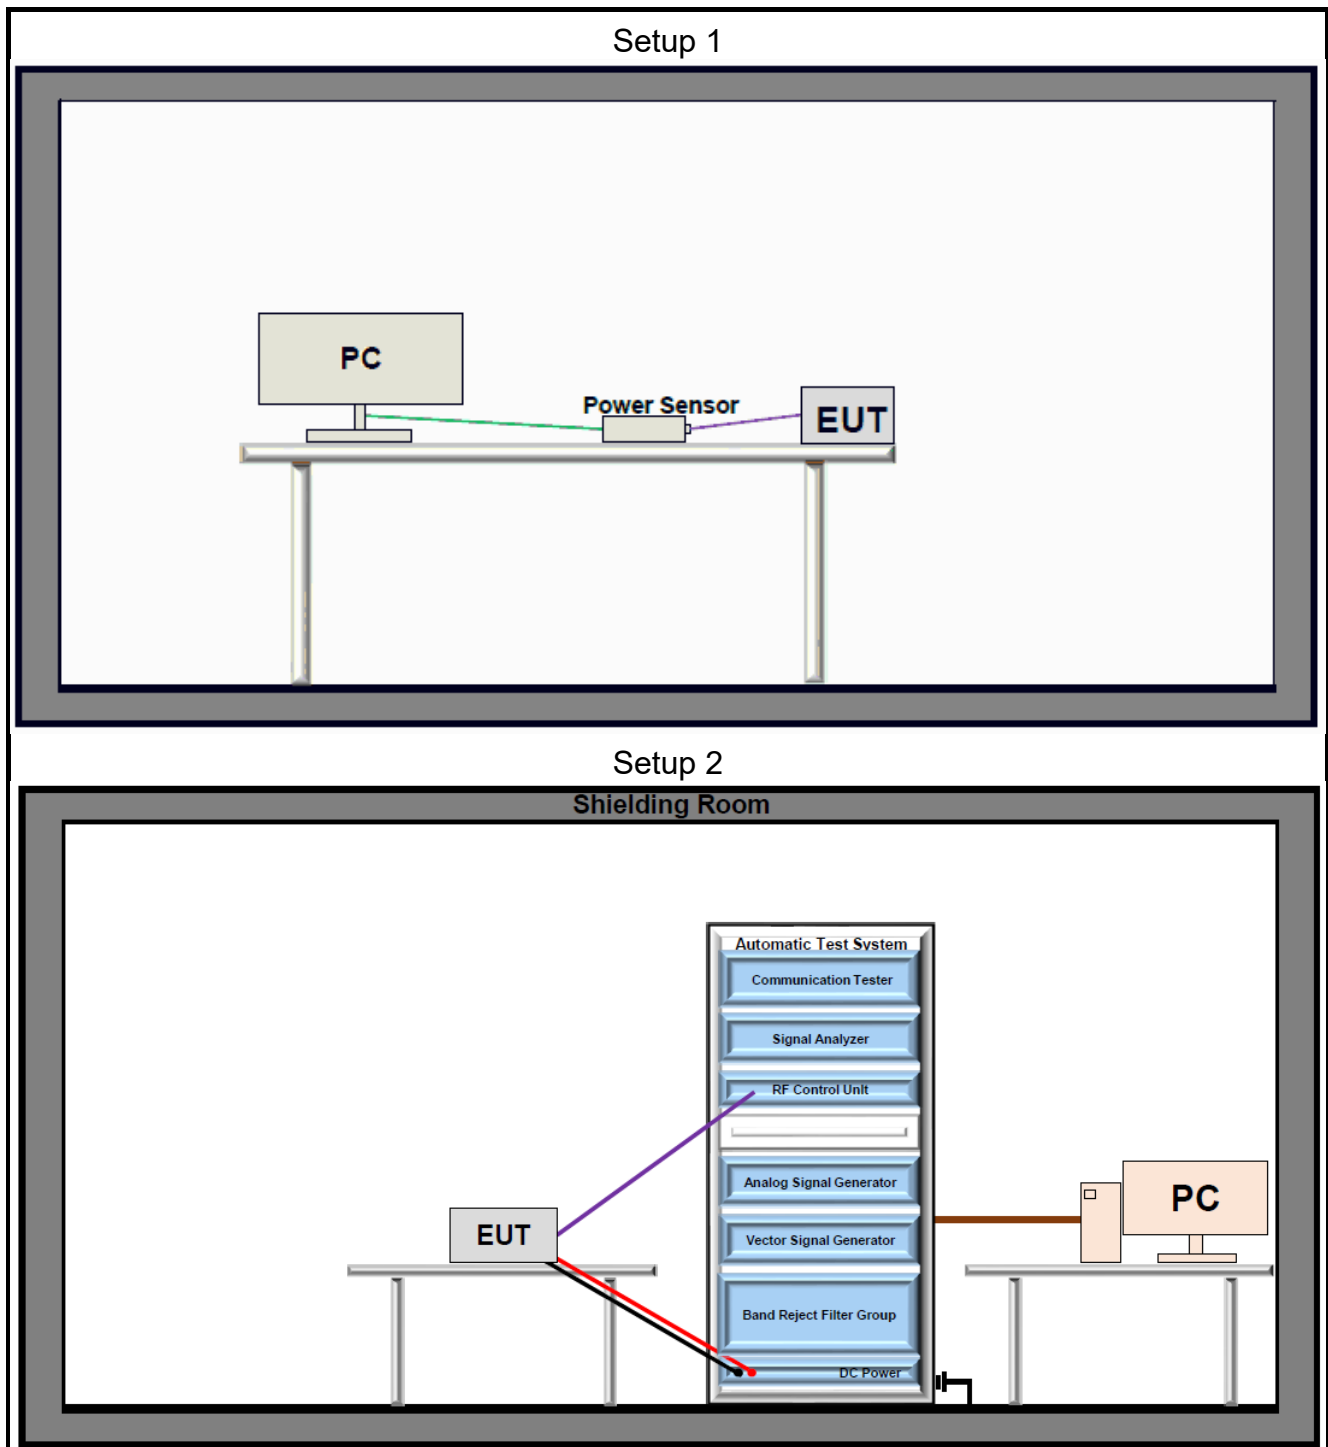 Setup 1
PC
Power Sensor
EUT
Setup 2
Shielding Room
Automatic Test System
Communication Tester
Signal Analyzer
RF Control Unit
Analog Signal Generator
Vector Signal Generator
Band Reject Filter Group
DC Power
EUT
PC